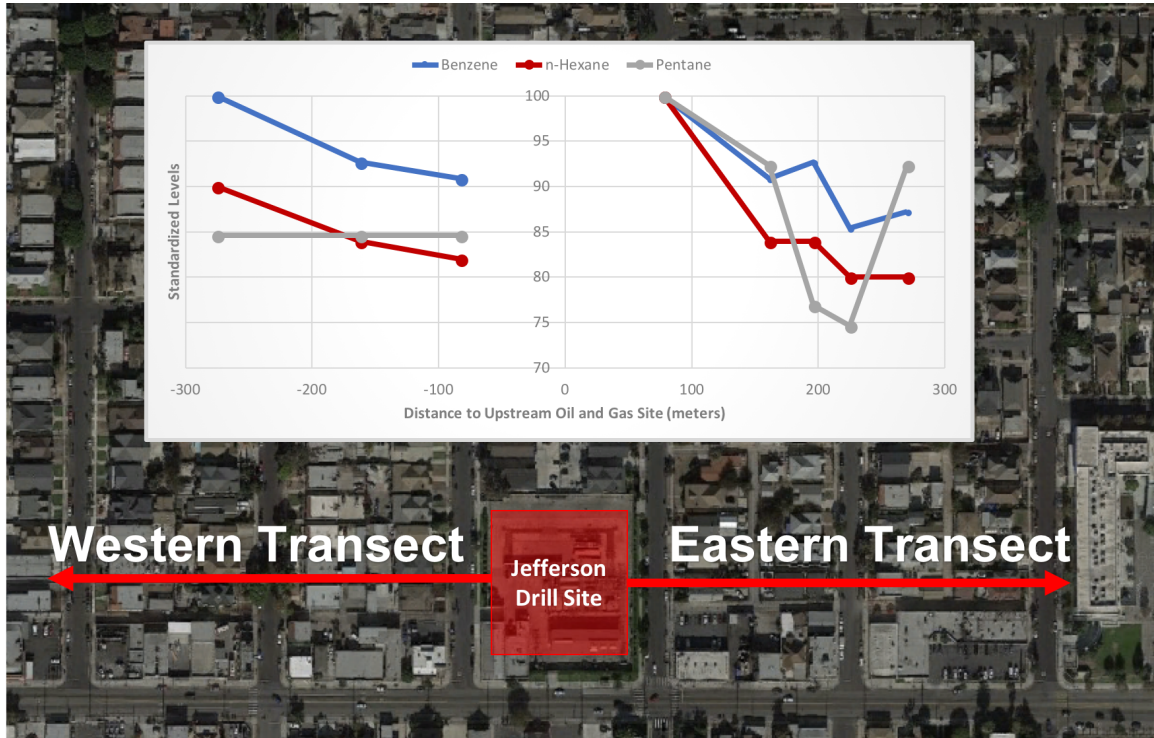 Benzene n-Hexane Pentane
100
95
90
85
80
75
70
Standardized Levels
-300 -200 -100 0 100 200 300
Distance to Upstream Oil and Gas Site (meters)
Western Transect
Eastern Transect
Jefferson
Drill Site